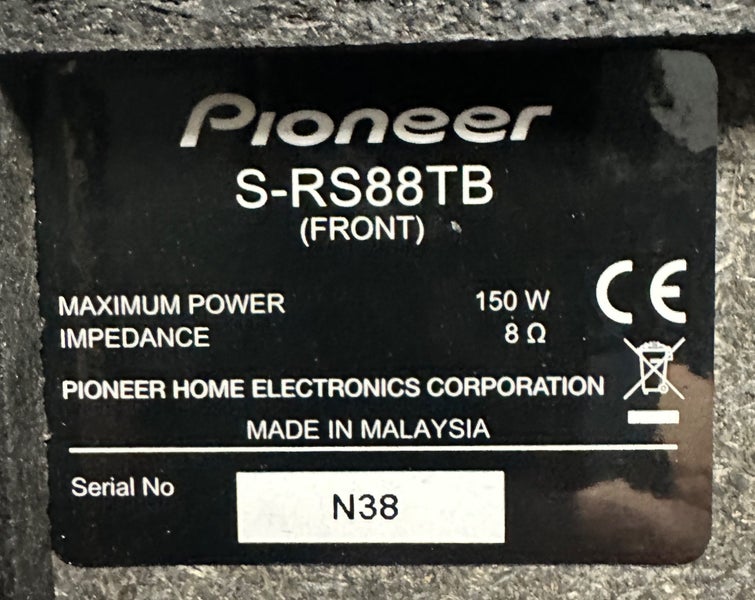 Pioneer
S-RS88TB
(FRONT)
MAXIMUM POWER 150 W
IMPEDANCE 8 Ω
CE
PIONEER HOME ELECTRONICS CORPORATION
MADE IN MALAYSIA
Serial No N38